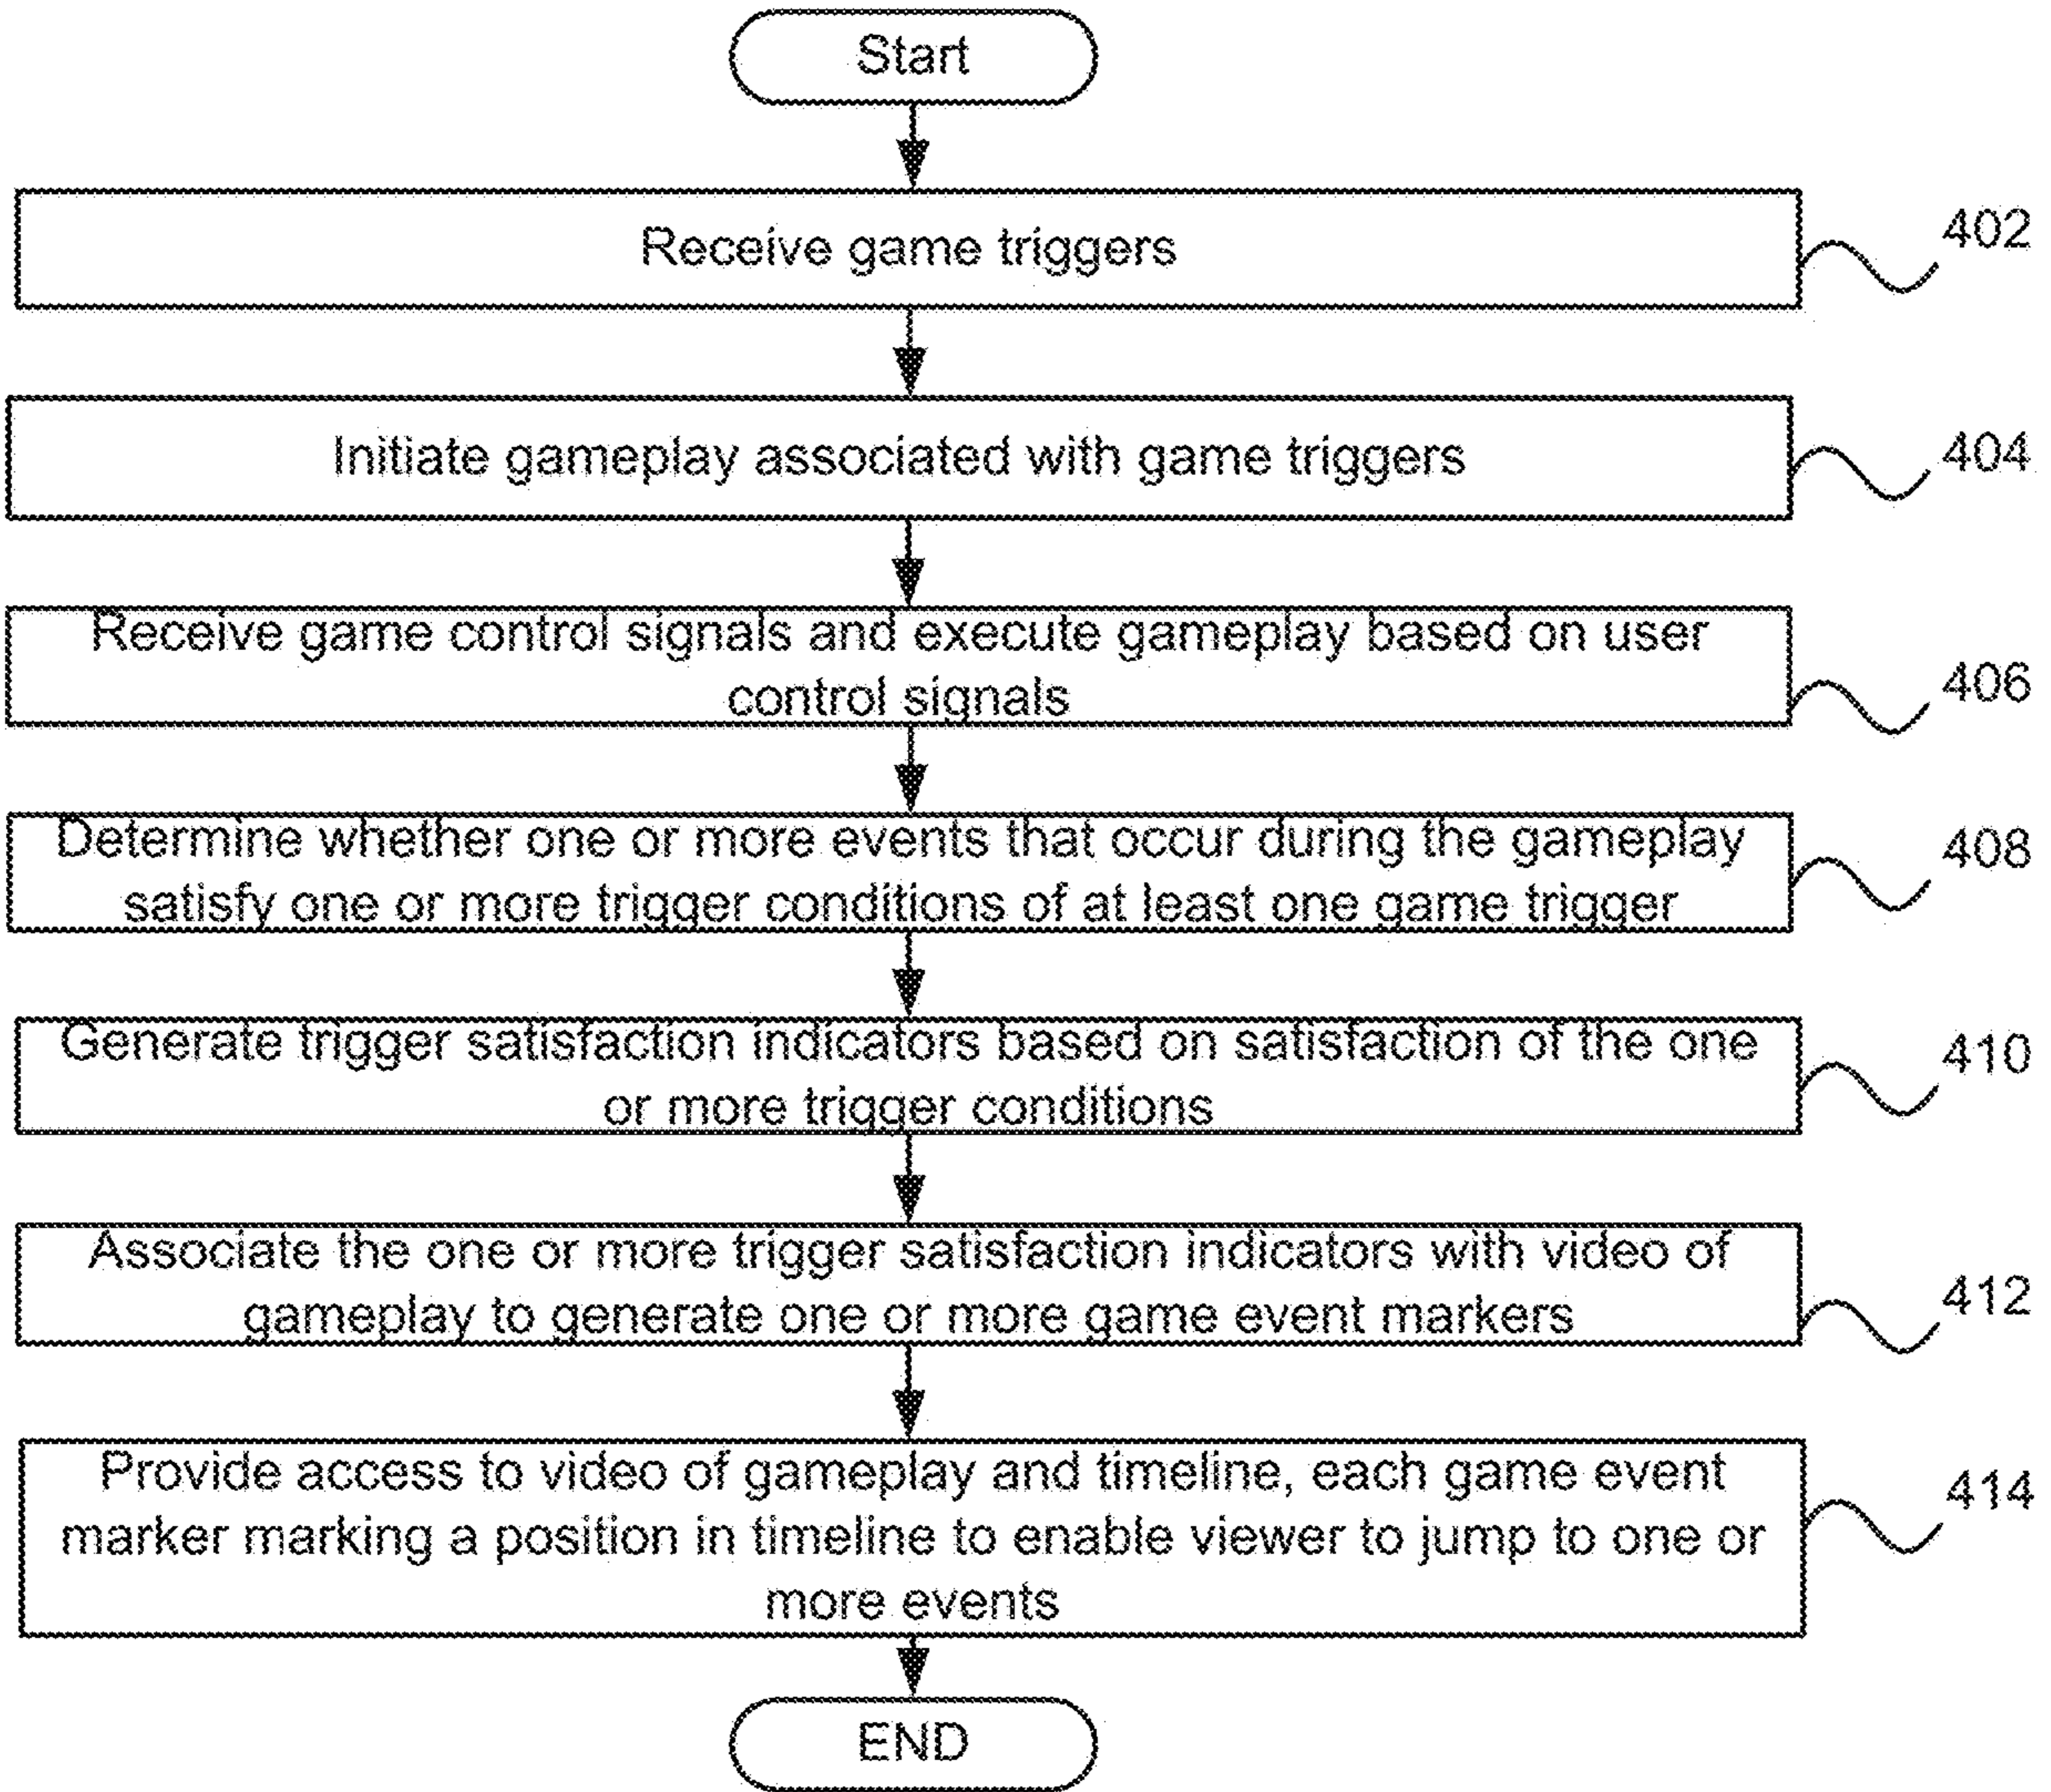 Start
Receive game triggers
402
Initiate gameplay associated with game triggers
404
Receive game control signals and execute gameplay based on user
control signals
406
Determine whether one or more events that occur during the gameplay
satisfy one or more trigger conditions of at least one game trigger
408
Generate trigger satisfaction indicators based on satisfaction of the one
or more trigger conditions
410
Associate the one or more trigger satisfaction indicators with video of
gameplay to generate one or more game event markers
412
Provide access to video of gameplay and timeline, each game event
marker marking a position in timeline to enable viewer to jump to one or
more events
414
END